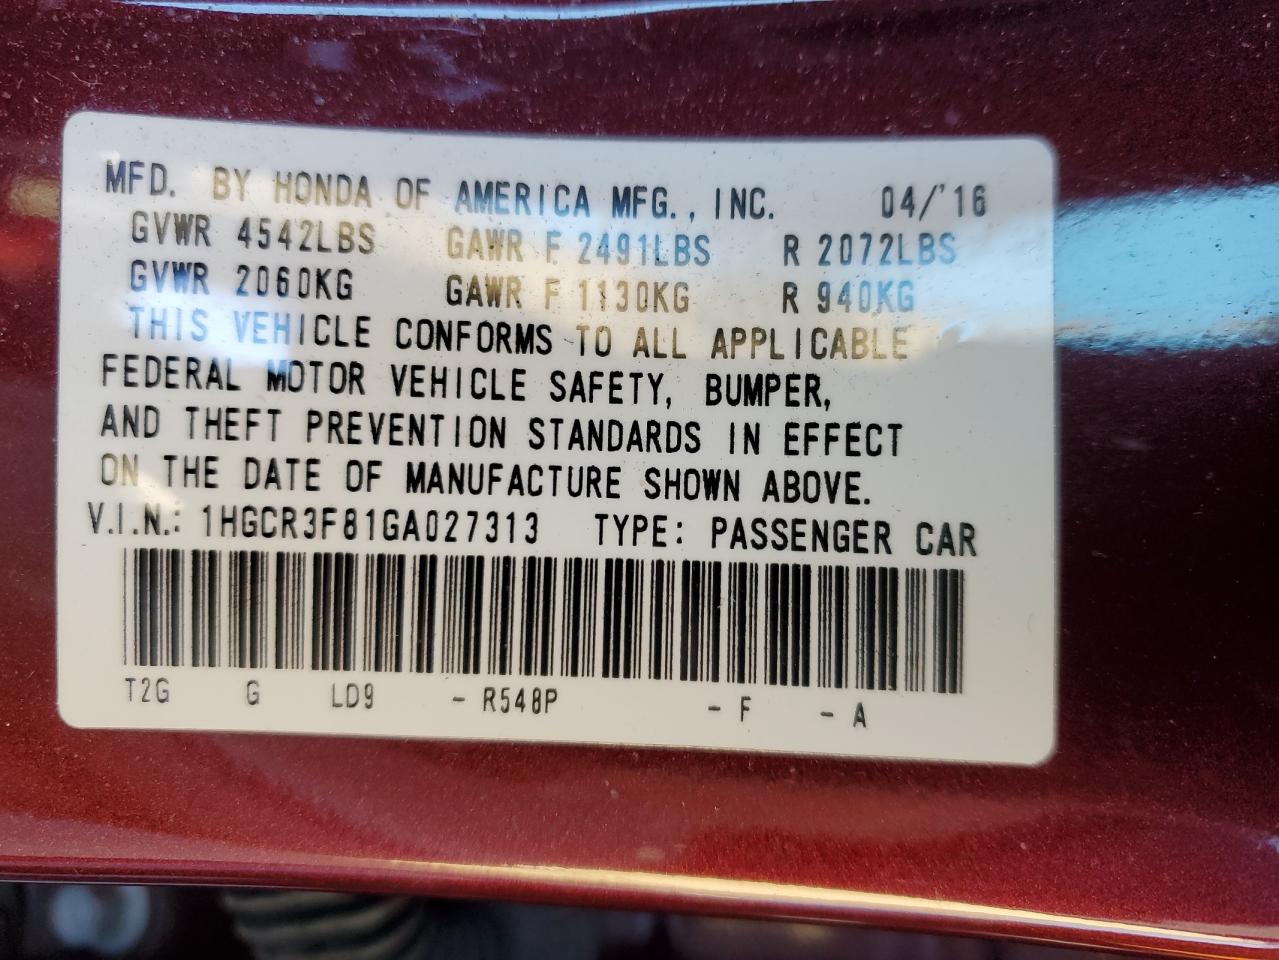 MFD. BY HONDA OF AMERICA MFG., INC. 04/'16
GVWR 4542LBS GAWR F 2491LBS R 2072LBS
GVWR 2060KG GAWR F 1130KG R 940KG
THIS VEHICLE CONFORMS TO ALL APPLICABLE
FEDERAL MOTOR VEHICLE SAFETY, BUMPER,
AND THEFT PREVENTION STANDARDS IN EFFECT
ON THE DATE OF MANUFACTURE SHOWN ABOVE.
V.I.N.: 1HGCR3F81GA027313 TYPE: PASSENGER CAR
T2G G LD9 - R548P - F - A